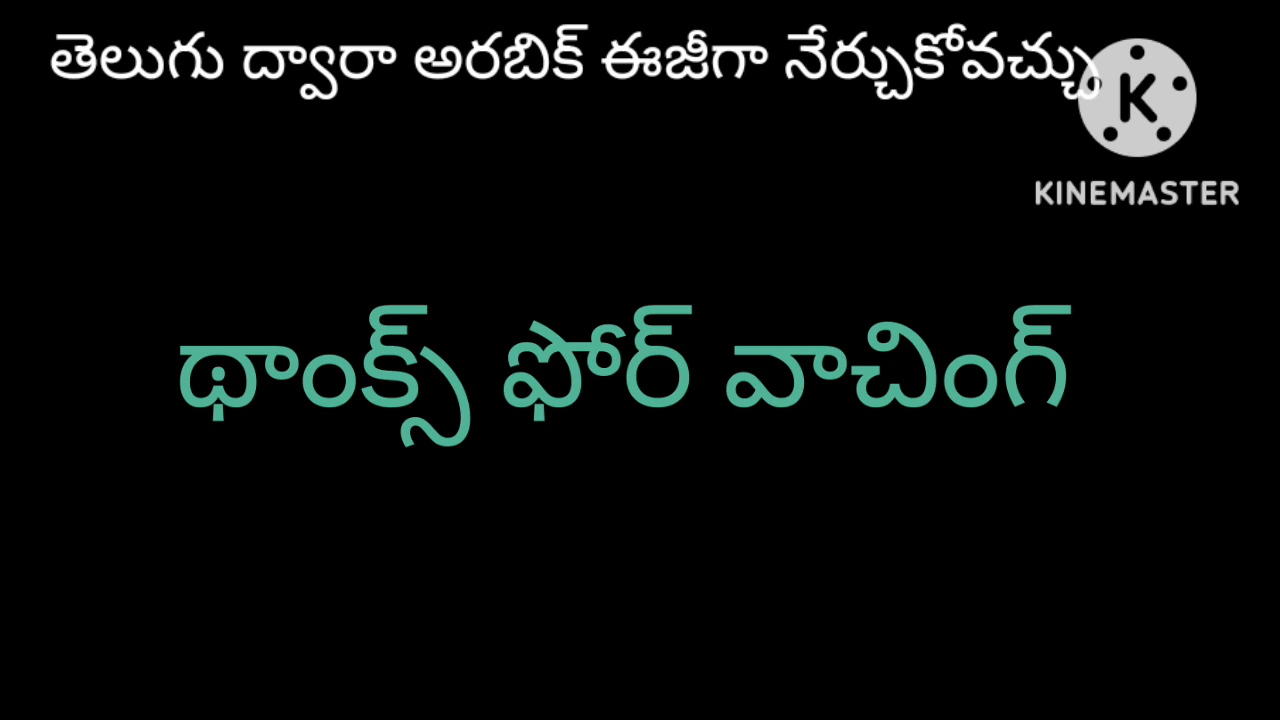 తెలుగు ద్వారా అరబిక్ ఈజీగా నేర్చుకోవచ్చు
K
KINEMASTER
థాంక్స్ ఫోర్ వాచింగ్